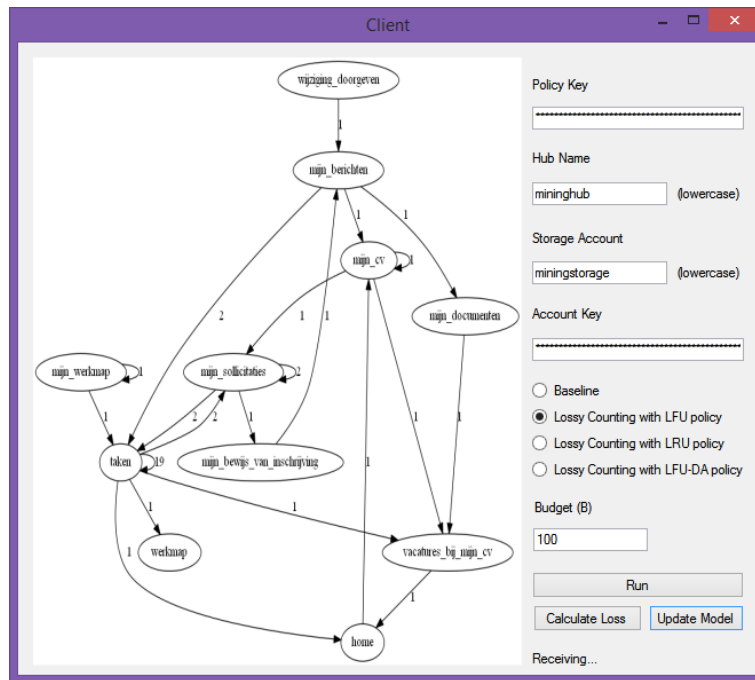 Client
wijziging_doorgeven
1
mijn_berichten
1
1
mijn_cv
1
2
1
1
mijn_documenten
mijn_werkmap
1
mijn_sollicitaties
2
1
2
2
1
1
1
taken
19
mijn_bewijs_van_inschrijving
1
1
1
1
werkmap
vacatures_bij_mijn_cv
1
home
Policy Key
Hub Name
mininghub (lowercase)
Storage Account
miningstorage (lowercase)
Account Key
Baseline
Lossy Counting with LFU policy
Lossy Counting with LRU policy
Lossy Counting with LFU-DA policy
Budget (B)
100
Run
Calculate Loss Update Model
Receiving...